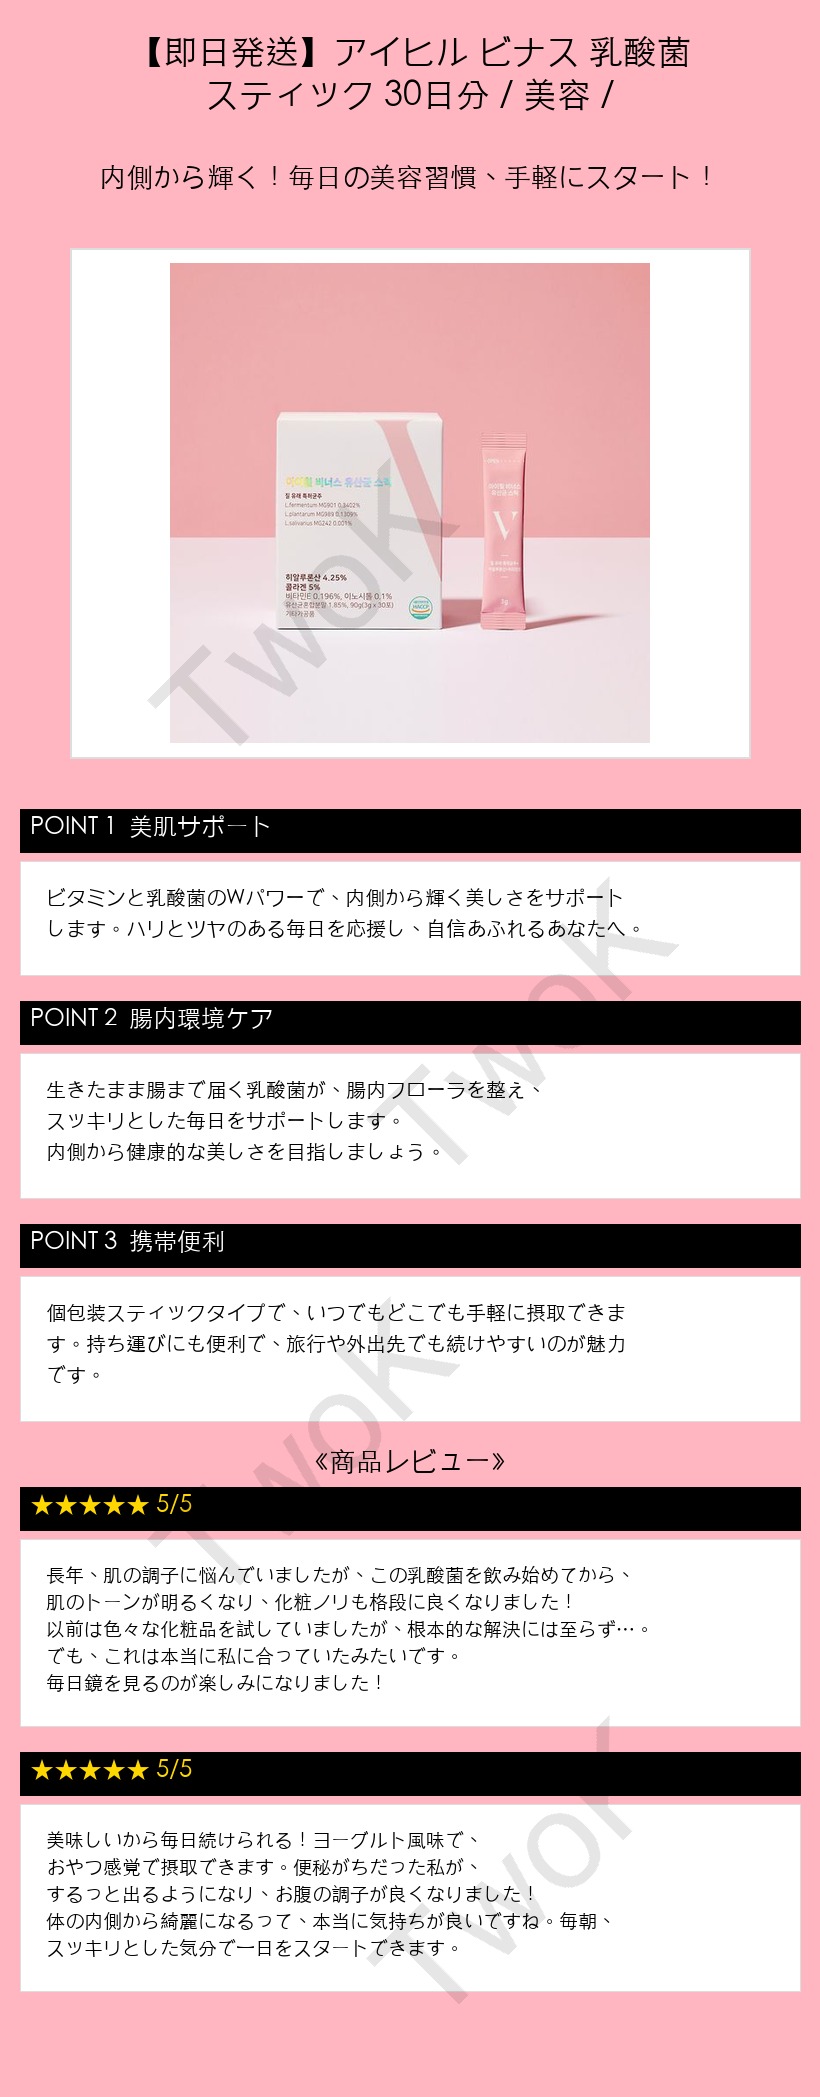 【即日発送】アイヒル ビナス 乳酸菌
スティック 30日分 / 美容 /
内側から輝く！毎日の美容習慣、手軽にスタート！
아이힐 비너스 유산균 스틱
질 유래 특허균주
L.fermentum MG901 0.3402%
L.plantarum MG989 0.1309%
L.salivarius MG242 0.001%
히알루론산 4.25%
콜라겐 5%
비타민E 0.196%, 이노시톨 0.1%
유산균혼합분말 1.85%, 90g(3g x 30포)
기타가공품
HACCP
아이힐 비너스
유산균 스틱
V
3g
TwoK
POINT 1 美肌サポート
ビタミンと乳酸菌のWパワーで、内側から輝く美しさをサポート
します。ハリとツヤのある毎日を応援し、自信あふれるあなたへ。
TwoK
POINT 2 腸内環境ケア
生きたまま腸まで届く乳酸菌が、腸内フローラを整え、
スッキリとした毎日をサポートします。
内側から健康的な美しさを目指しましょう。
POINT 3 携帯便利
個包装スティックタイプで、いつでもどこでも手軽に摂取できま
す。持ち運びにも便利で、旅行や外出先でも続けやすいのが魅力
です。
TwoK
《商品レビュー》
★★★★★ 5/5
長年、肌の調子に悩んでいましたが、この乳酸菌を飲み始めてから、
肌のトーンが明るくなり、化粧ノリも格段に良くなりました！
以前は色々な化粧品を試していましたが、根本的な解決には至らず…。
でも、これは本当に私に合っていたみたいです。
毎日鏡を見るのが楽しみになりました！
★★★★★ 5/5
美味しいから毎日続けられる！ヨーグルト風味で、
おやつ感覚で摂取できます。便秘がちだった私が、
するっと出るようになり、お腹の調子が良くなりました！
体の内側から綺麗になるって、本当に気持ちが良いですね。毎朝、
スッキリとした気分で一日をスタートできます。
TwoK